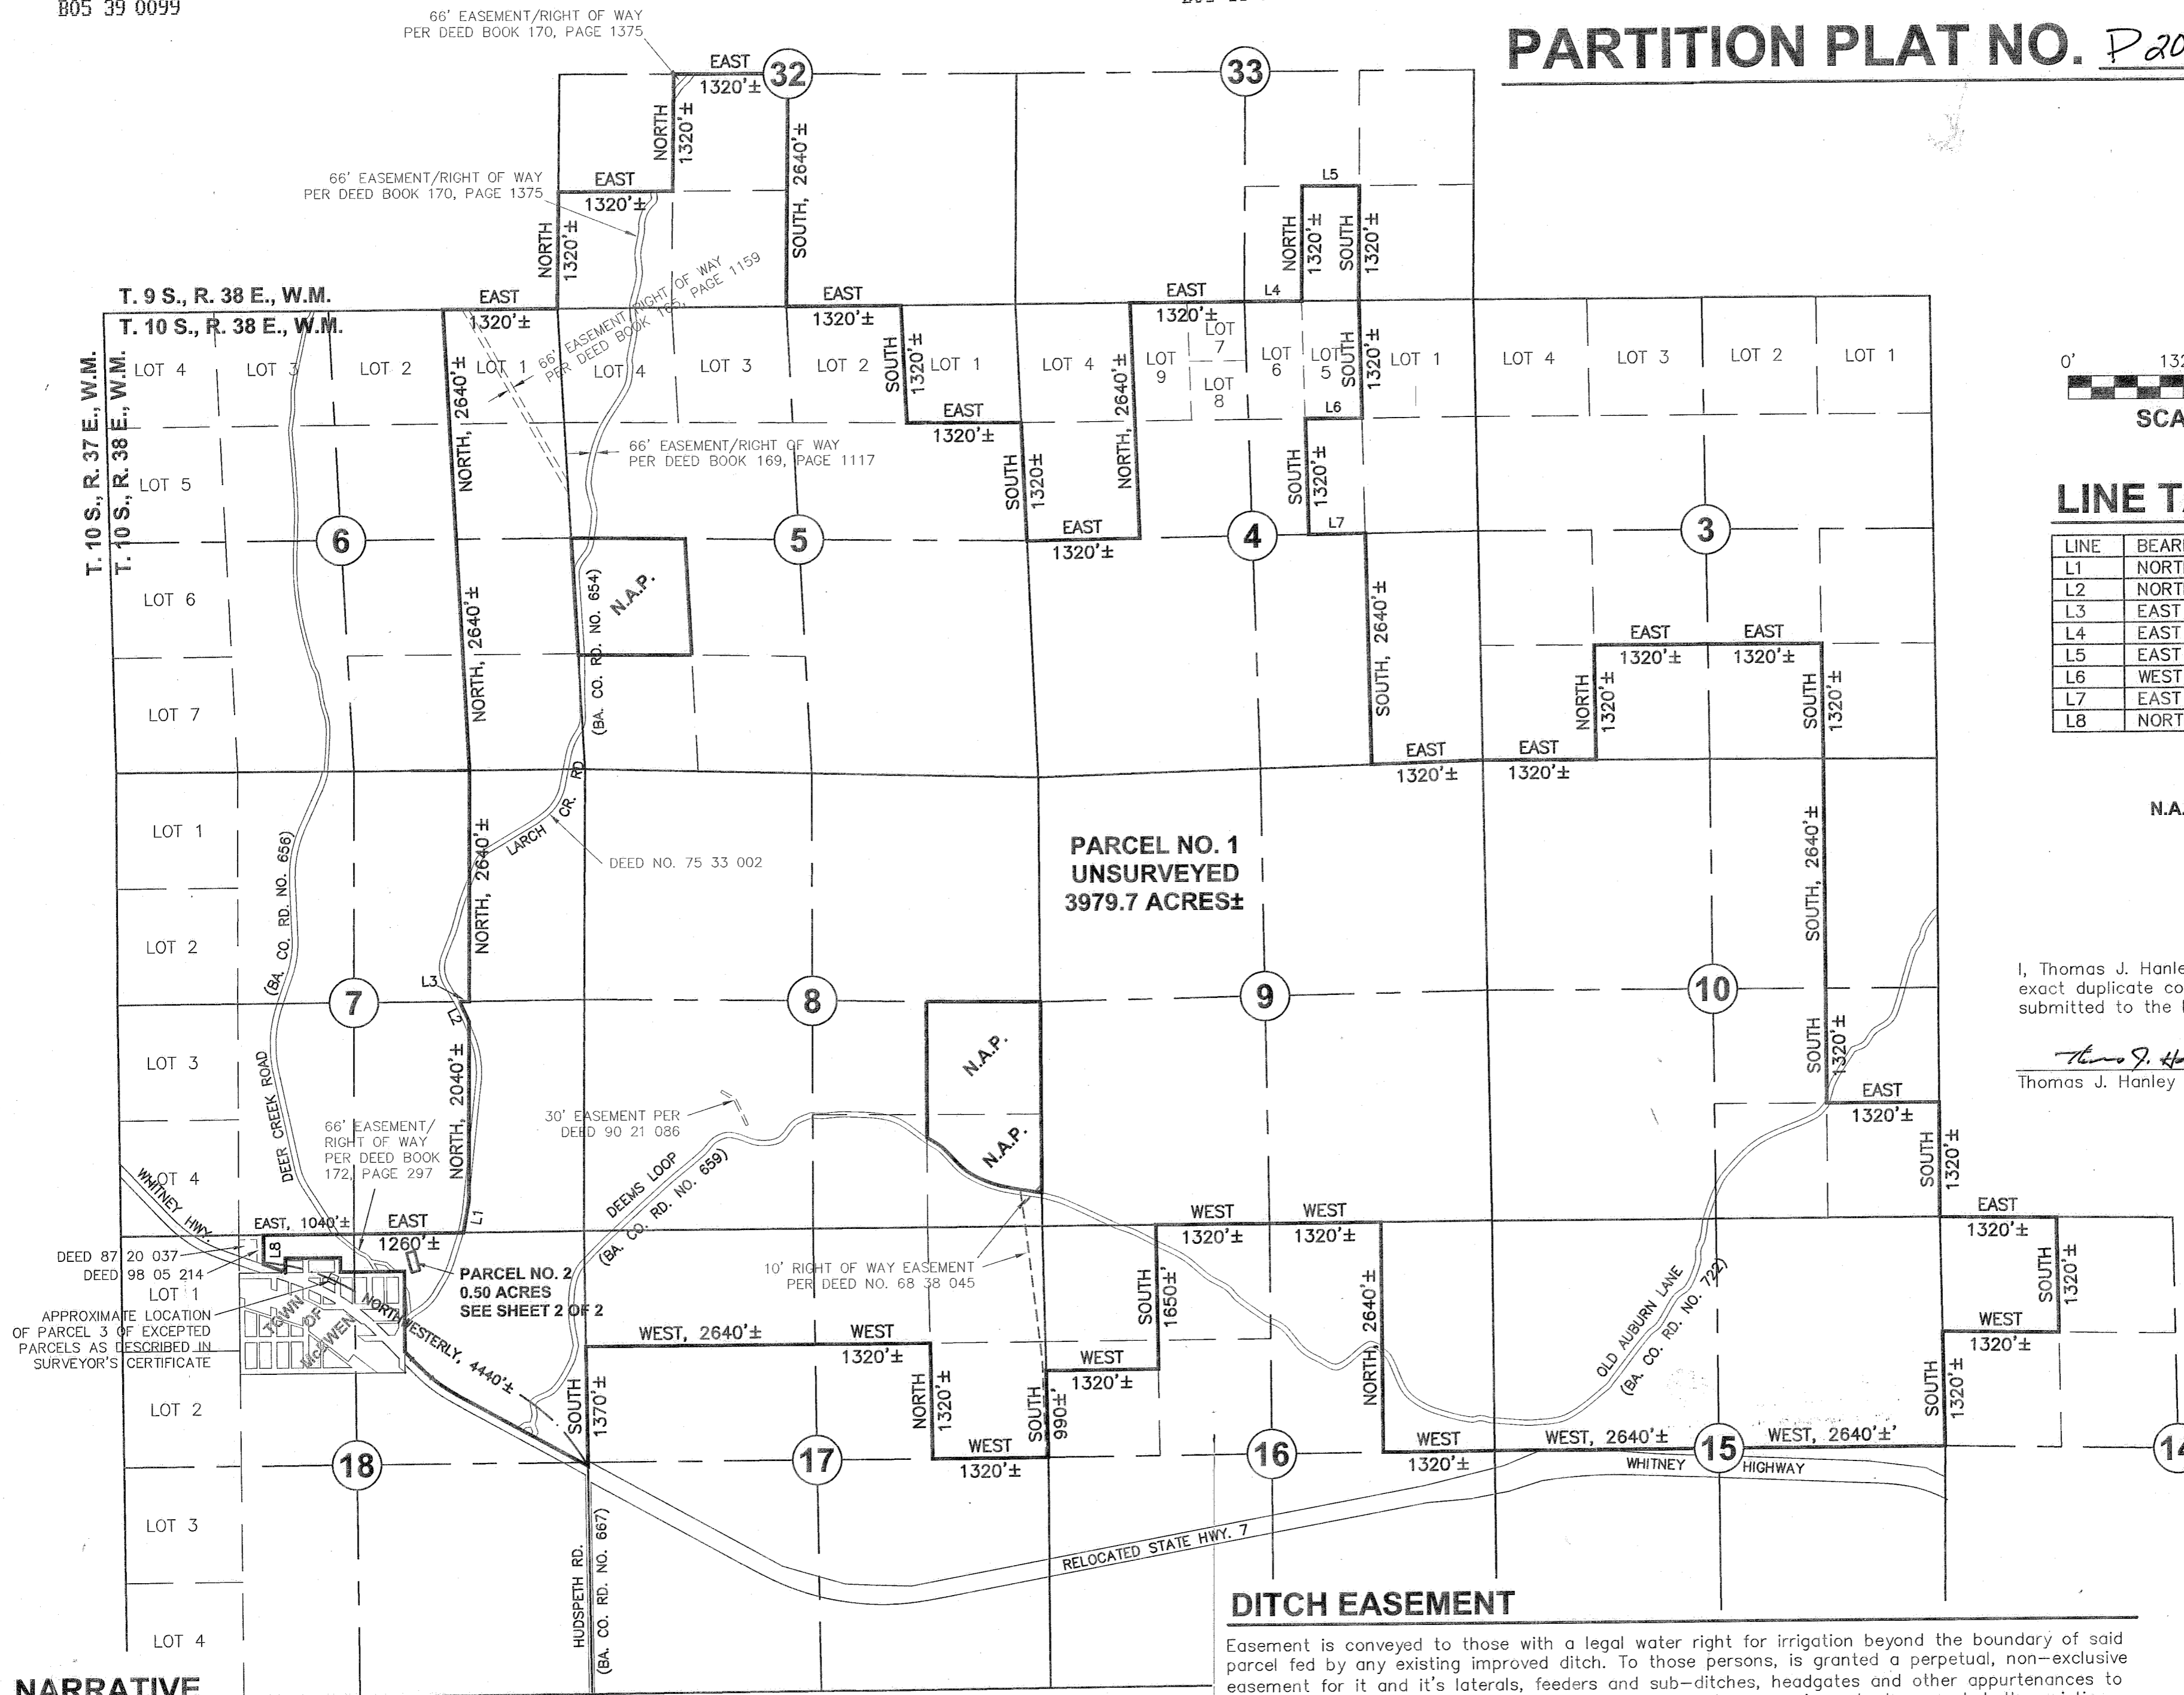 B05 39 0099
PARTITION PLAT NO. P20
66' EASEMENT/RIGHT OF WAY
PER DEED BOOK 170, PAGE 1375
EAST
1320'±
32
33
NORTH
1320'±
SOUTH, 2640'±
66' EASEMENT/RIGHT OF WAY
PER DEED BOOK 170, PAGE 1375
EAST
1320'±
NORTH
1320'±
L5
NORTH
1320'±
SOUTH
1320'±
66' EASEMENT/RIGHT OF WAY
PER DEED BOOK 165, PAGE 1159
T. 9 S., R. 38 E., W.M.
T. 10 S., R. 38 E., W.M.
T. 10 S., R. 37 E., W.M.
T. 10 S., R. 38 E., W.M.
EAST
1320'±
EAST
1320'±
EAST
1320'±
L4
LOT 4
LOT 3
LOT 2
LOT 1
LOT 4
LOT 3
LOT 2
LOT 1
LOT 4
LOT
9
LOT
7
LOT
8
LOT
6
LOT
5
LOT 1
LOT 4
LOT 3
LOT 2
LOT 1
NORTH, 2640'±
SOUTH
1320'±
NORTH, 2640'±
SOUTH
1320'±
0'
132
SCA
EAST
1320'±
L6
66' EASEMENT/RIGHT OF WAY
PER DEED BOOK 169, PAGE 1117
LOT 5
SOUTH
1320±
SOUTH
1320'±
L7
EAST
1320'±
6
5
4
3
LINE T
LINE BEAR
L1 NORT
L2 NORT
L3 EAST
L4 EAST
L5 EAST
L6 WEST
L7 EAST
L8 NORT
LOT 6
N.A.P.
(BA. CO. RD. NO. 654)
NORTH, 2640'±
SOUTH, 2640'±
EAST
1320'±
EAST
1320'±
LOT 7
NORTH
1320'±
SOUTH
1320'±
EAST
1320'±
EAST
1320'±
N.A.
LOT 1
(BA. CO. RD. NO. 656)
NORTH, 2640'±
LARCH CR. RD
DEED NO. 75 33 002
PARCEL NO. 1
UNSURVEYED
3979.7 ACRES±
SOUTH, 2640'±
LOT 2
L3
L2
7
8
9
10
I, Thomas J. Hanle
exact duplicate co
submitted to the
Thomas J. Hanley
LOT 3
DEER CREEK ROAD
NORTH, 2040'±
N.A.P.
N.A.P.
SOUTH
1320'±
EAST
1320'±
30' EASEMENT PER
DEED 90 21 086
66' EASEMENT/
RIGHT OF WAY
PER DEED BOOK
172, PAGE 297
LOT 4
WHITNEY HWY.
DEEMS LOOP
(BA. CO. RD. NO. 659)
SOUTH
1320'±
L1
EAST, 1040'±
EAST
1260'±
L8
WEST
1320'±
WEST
1320'±
EAST
1320'±
DEED 87 20 037
DEED 98 05 214
LOT 1
APPROXIMATE LOCATION
OF PARCEL 3 OF EXCEPTED
PARCELS AS DESCRIBED IN
SURVEYOR'S CERTIFICATE
TOWN
OF
McEWEN
PARCEL NO. 2
0.50 ACRES
SEE SHEET 2 OF 2
10' RIGHT OF WAY EASEMENT
PER DEED NO. 68 38 045
NORTHWESTERLY, 4440'±
SOUTH
1650±'
NORTH, 2640'±
OLD AUBURN LANE
(BA. CO. RD. NO. 722)
SOUTH
1320'±
WEST
1320'±
WEST, 2640'±
WEST
1320'±
WEST
1320'±
LOT 2
SOUTH
1370'±
NORTH
1320'±
SOUTH
990±'
SOUTH
1320'±
WEST
1320'±
WEST
1320'±
WEST, 2640'±
WEST, 2640'±'
18
17
16
15
14
WHITNEY HIGHWAY
LOT 3
HUDSPETH RD.
(BA. CO. RD. NO. 667)
RELOCATED STATE HWY. 7
LOT 4
NARRATIVE
DITCH EASEMENT
Easement is conveyed to those with a legal water right for irrigation beyond the boundary of said
parcel fed by any existing improved ditch. To those persons, is granted a perpetual, non-exclusive
easement for it and it's laterals, feeders and sub-ditches, headgates and other appurtenances to